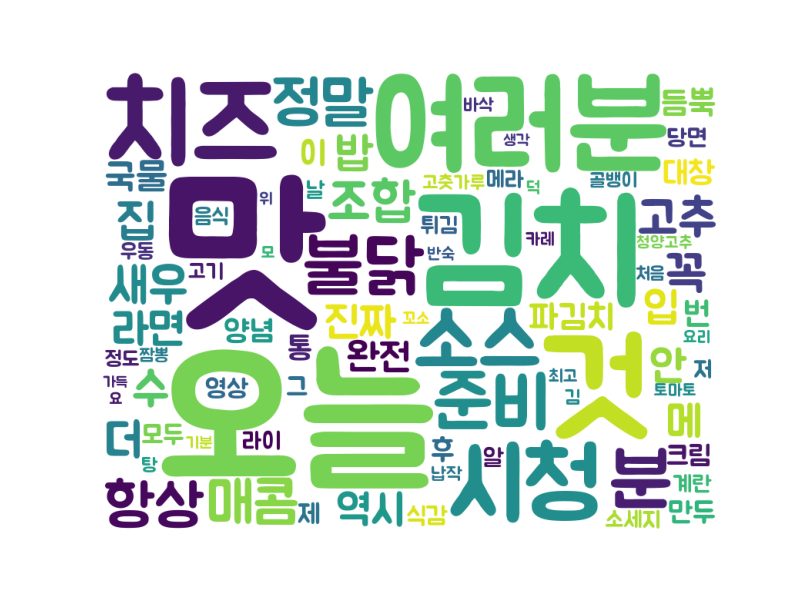 치즈 정말 여러분 듬뿍
바삭 생각 당면
국물 이 밥 메라 고춧가루 덕 골뱅이 대창
집 음식 위 날 조합 튀김 김치 고추
우동 맛 모 불닭 반숙 카레 청양고추
새우 고기 처음 꼭
라면 양념 진짜 꼬소 소스 파김치 입 번
정도 짬뽕 통 완전 것 안 요리
가득 요 수 영상 그 준비 최고 김 토마토 저
더 모두 기분 오늘 메
탕 라이 후 납작 알 시청 분 크림
항상 매콤 제 역시 식감 소세지 계란
만두